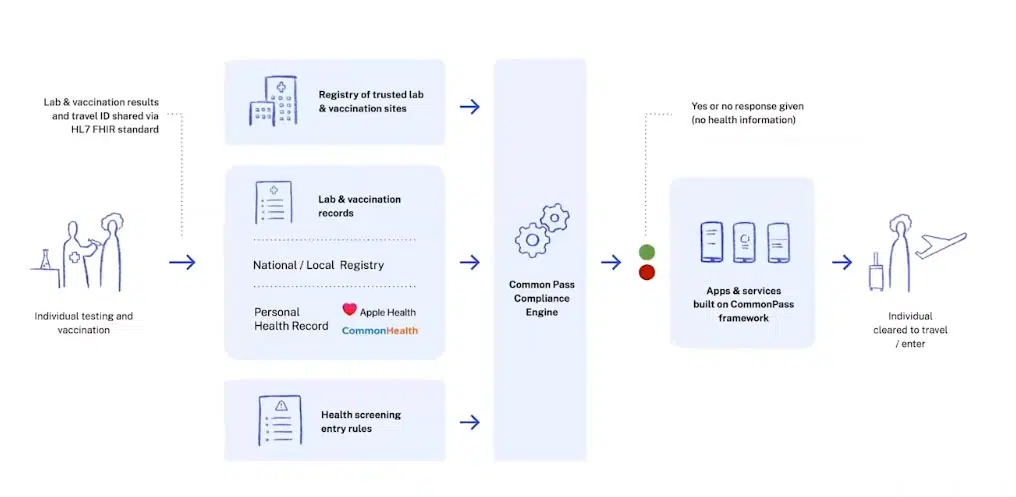 Lab & vaccination results
and travel ID shared via
HL7 FHIR standard
Individual testing and
vaccination
Registry of trusted lab
& vaccination sites
Lab & vaccination
records
National / Local Registry
Personal
Health Record
Apple Health
CommonHealth
Health screening
entry rules
Common Pass
Compliance
Engine
Yes or no response given
(no health information)
Apps & services
built on CommonPass
framework
Individual
cleared to travel
/ enter